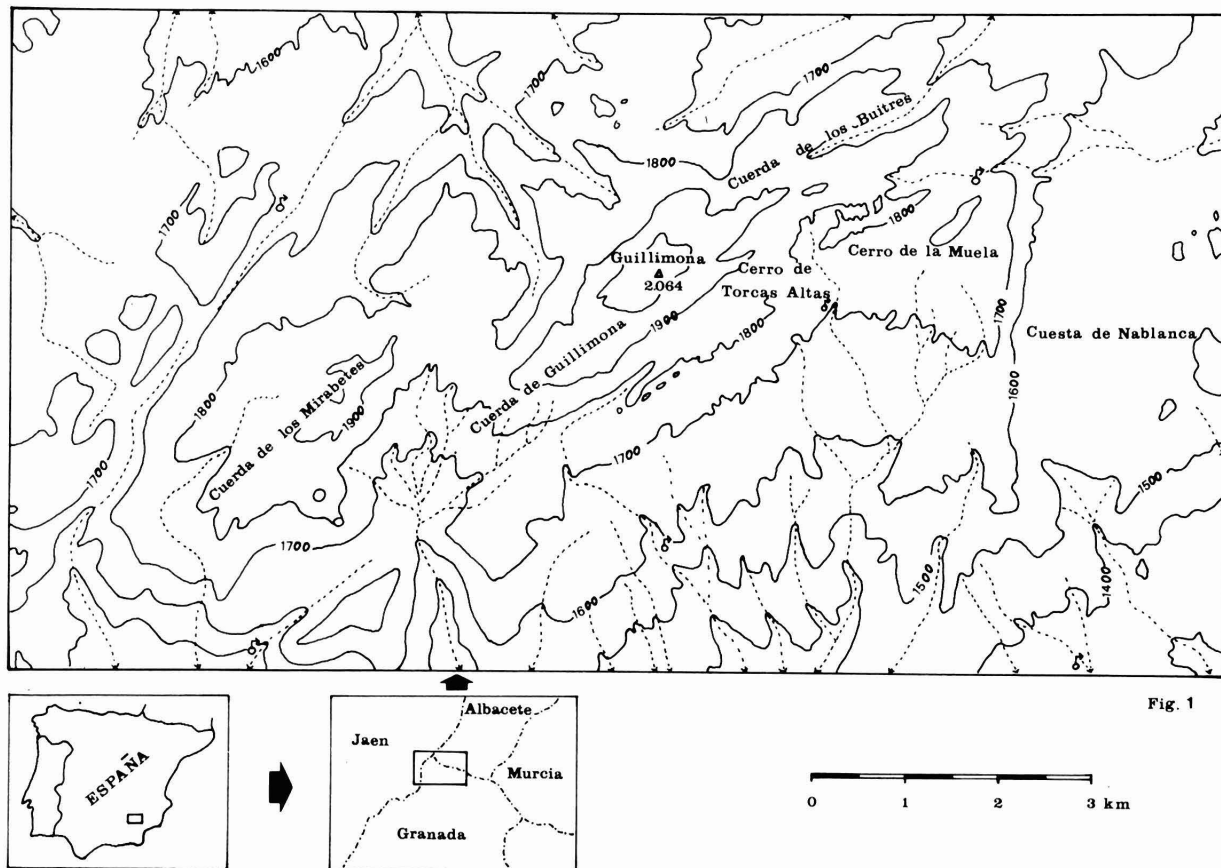 1600
1700
1700
Cuerda de los Buitres
1700
1800
1800
Guillimona
2.064
Cerro de
Torcas Altas
Cerro de la Muela
1700
Cuesta de Nablanca
1600
1900
1800
Cuerda de Guillimona
1800
1900
Cuerda de los Mirabetes
1700
1700
1700
1500
1600
1500
1400
Fig. 1
ESPAÑA
Albacete
Jaen
Murcia
Granada
0 1 2 3 km